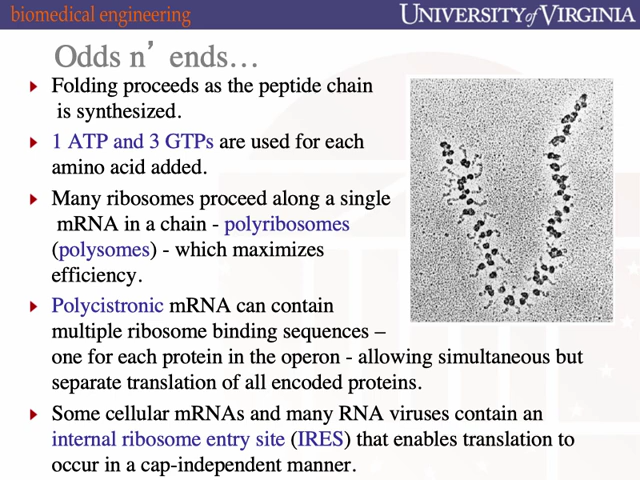 biomedical engineering
UNIVERSITY of VIRGINIA
Odds n’ ends…
Folding proceeds as the peptide chain
is synthesized.
1 ATP and 3 GTPs are used for each
amino acid added.
Many ribosomes proceed along a single
mRNA in a chain - polyribosomes
(polysomes) - which maximizes
efficiency.
Polycistronic mRNA can contain
multiple ribosome binding sequences –
one for each protein in the operon - allowing simultaneous but
separate translation of all encoded proteins.
Some cellular mRNAs and many RNA viruses contain an
internal ribosome entry site (IRES) that enables translation to
occur in a cap-independent manner.